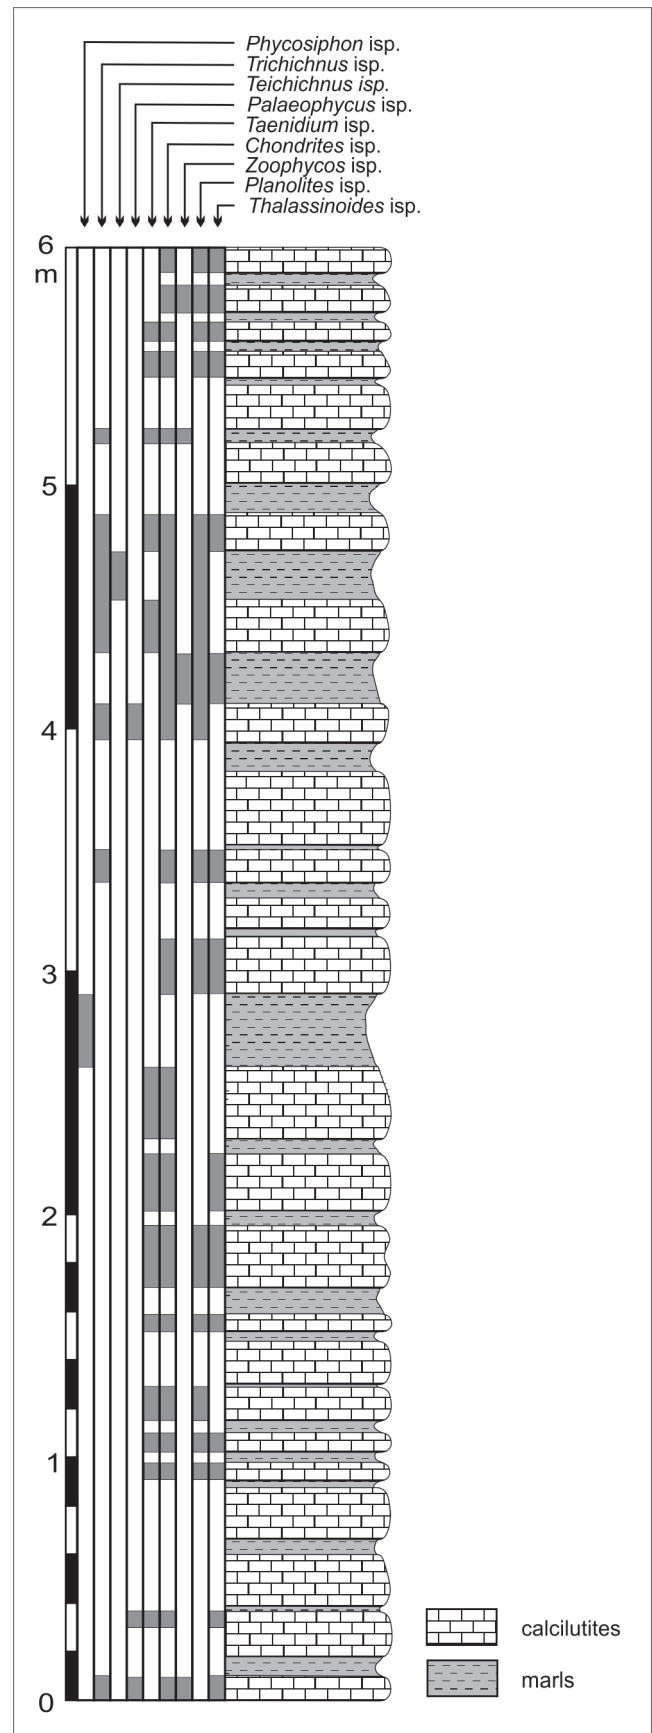 Phycosiphon isp.
Trichichnus isp.
Teichichnus isp.
Palaeophycus isp.
Taenidium isp.
Chondrites isp.
Zoophycos isp.
Planolites isp.
Thalassinoides isp.
6
m
5
4
3
2
1
0
calcilutites
marls